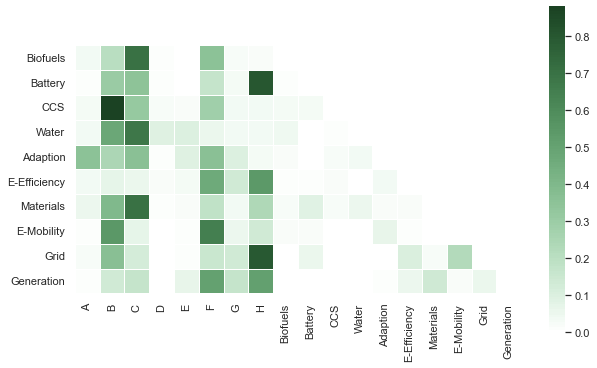 Biofuels
Battery
CCS
Water
Adaption
E-Efficiency
Materials
E-Mobility
Grid
Generation
A
B
C
D
E
F
G
H
Biofuels
Battery
CCS
Water
Adaption
E-Efficiency
Materials
E-Mobility
Grid
Generation
0.8
0.7
0.6
0.5
0.4
0.3
0.2
0.1
0.0